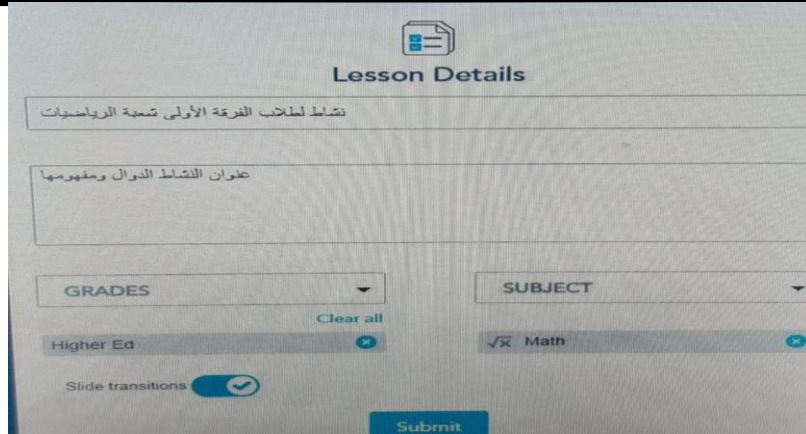 Lesson Details
نشاط لطلاب الفرقة الأولى شعبة الرياضيات
عنوان النشاط الدوال ومفهومها
GRADES
SUBJECT
Clear all
Higher Ed
√x Math
Slide transitions
Submit